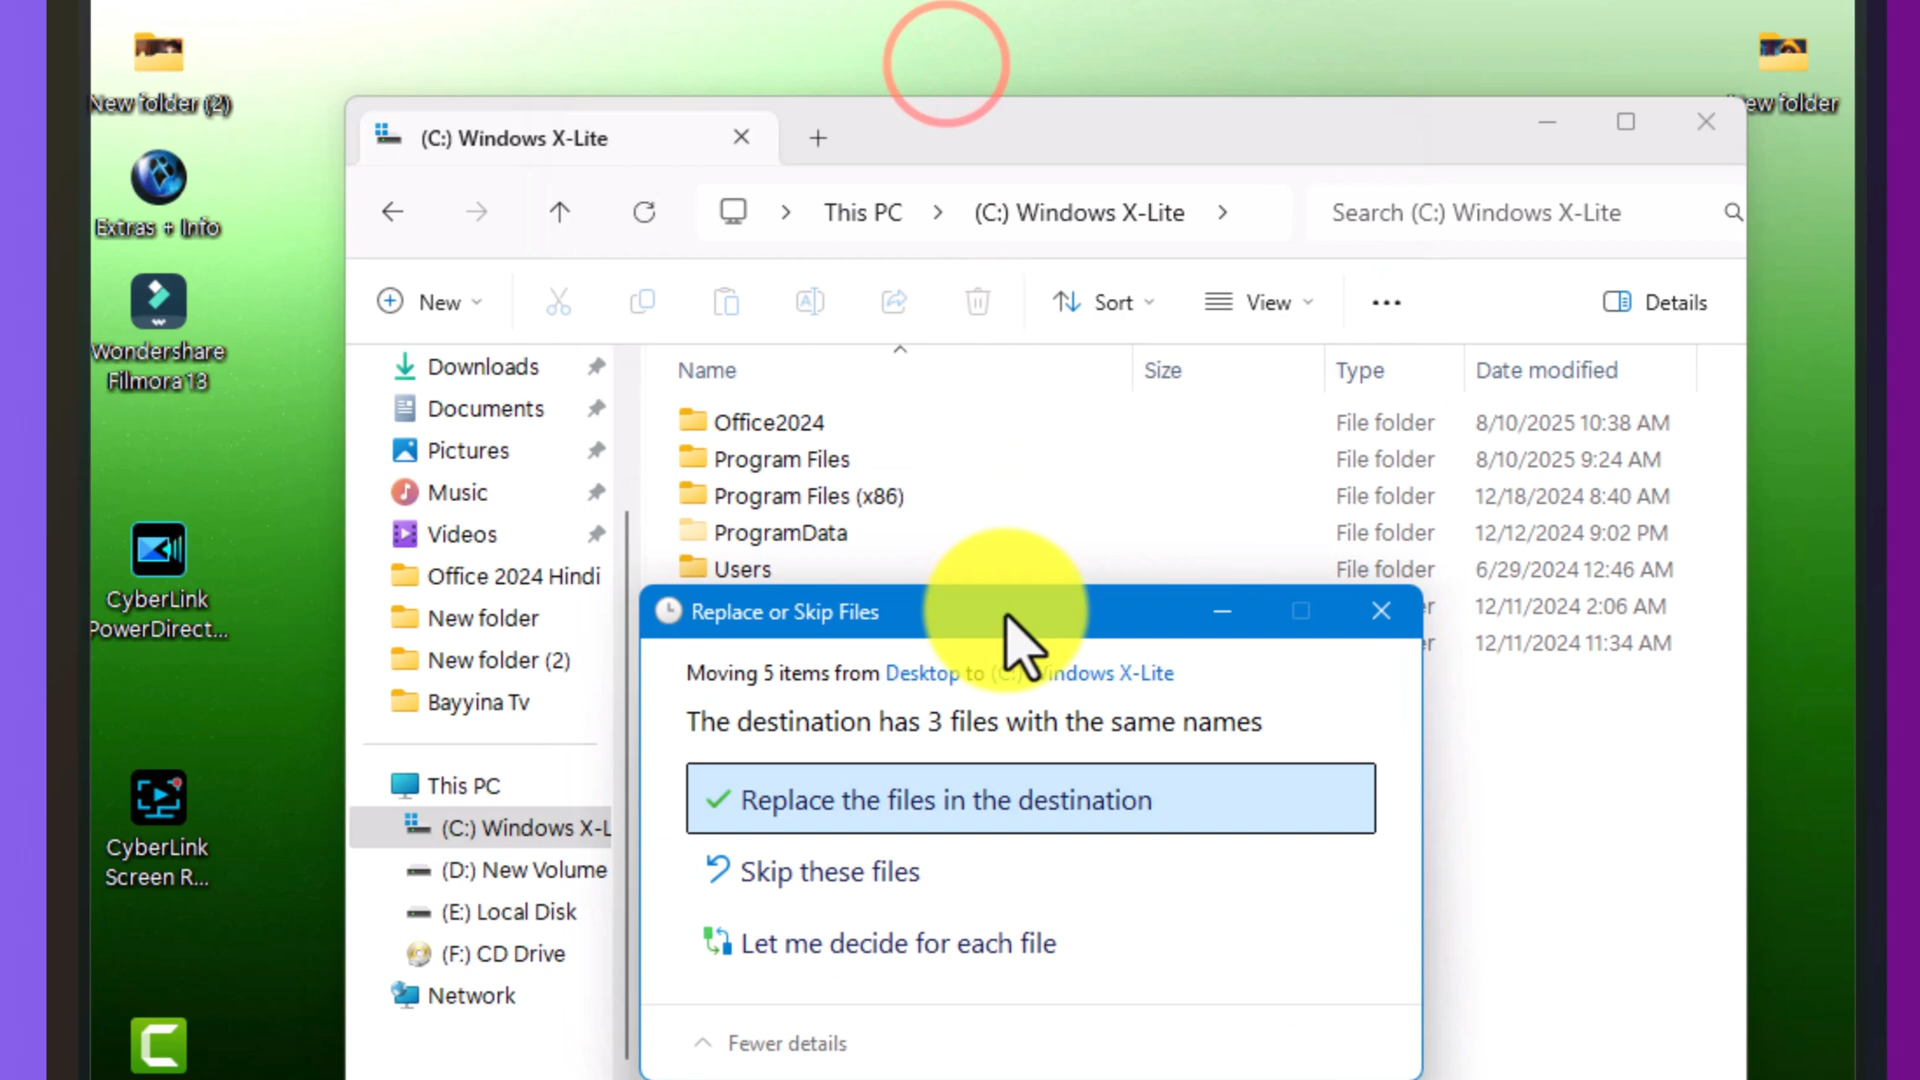 New folder (2)
Extras + Info
Wondershare
Filmora13
CyberLink
PowerDirect...
CyberLink
Screen R...
ew folder
(C:) Windows X-Lite
This PC
(C:) Windows X-Lite
Search (C:) Windows X-Lite
New
Sort
View
Details
Downloads
Documents
Pictures
Music
Videos
Office 2024 Hindi
New folder
New folder (2)
Bayyina Tv
This PC
(C:) Windows X-L
(D:) New Volume
(E:) Local Disk
(F:) CD Drive
Network
Name Size Type Date modified
Office2024 File folder 8/10/2025 10:38 AM
Program Files File folder 8/10/2025 9:24 AM
Program Files (x86) File folder 12/18/2024 8:40 AM
ProgramData File folder 12/12/2024 9:02 PM
Users File folder 6/29/2024 12:46 AM
er 12/11/2024 2:06 AM
er 12/11/2024 11:34 AM
Replace or Skip Files
Moving 5 items from Desktop to (C:) Windows X-Lite
The destination has 3 files with the same names
Replace the files in the destination
Skip these files
Let me decide for each file
Fewer details